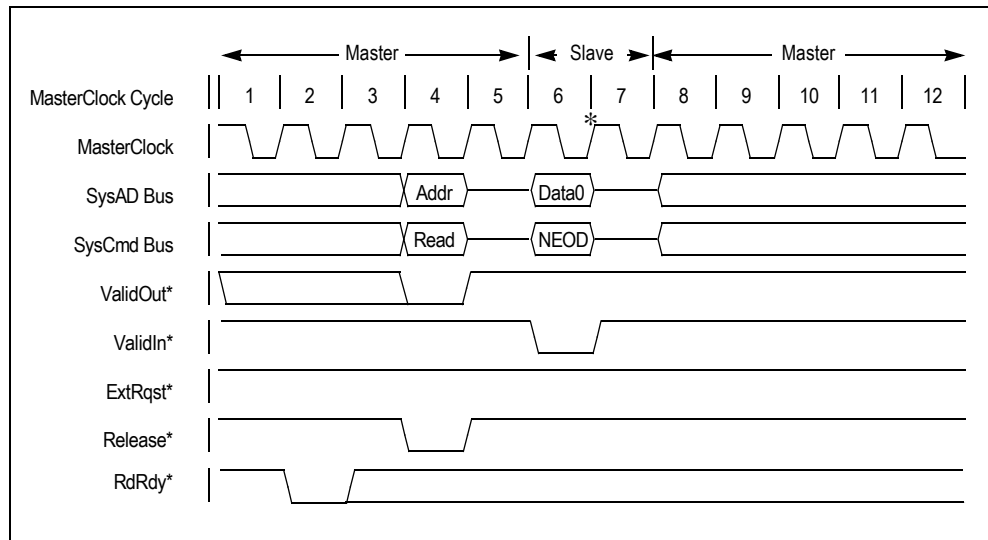 Master Slave Master
MasterClock Cycle 1 2 3 4 5 6 7 8 9 10 11 12
*
MasterClock
SysAD Bus Addr Data0
SysCmd Bus Read NEOD
ValidOut*
ValidIn*
ExtRqst*
Release*
RdRdy*